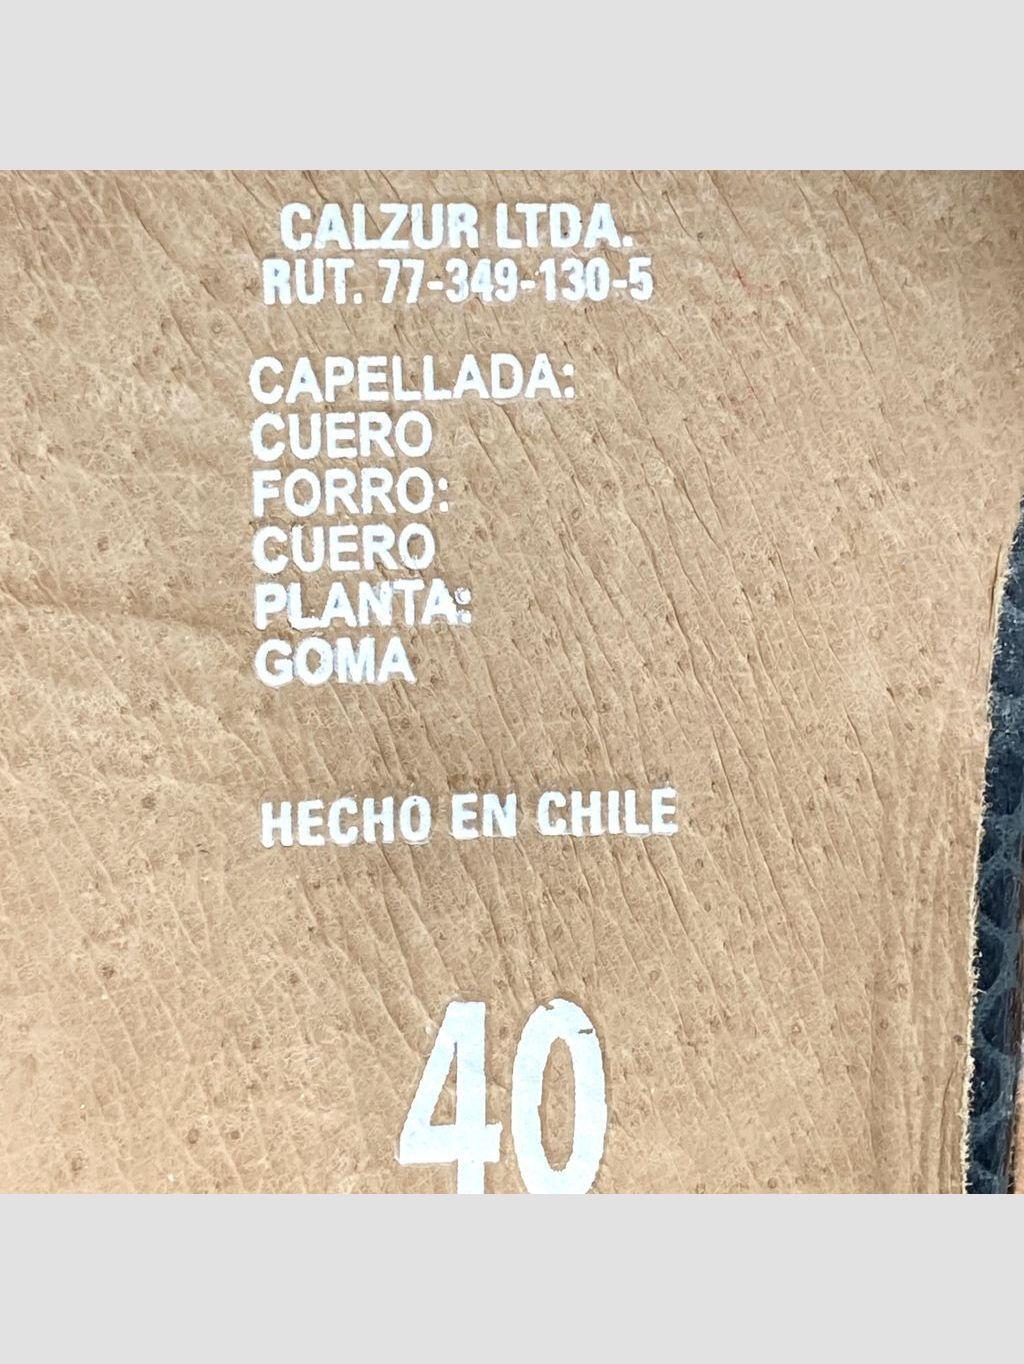 CALZUR LTDA.
RUT. 77-349-130-5
CAPELLADA:
CUERO
FORRO:
CUERO
PLANTA:
GOMA
HECHO EN CHILE
40